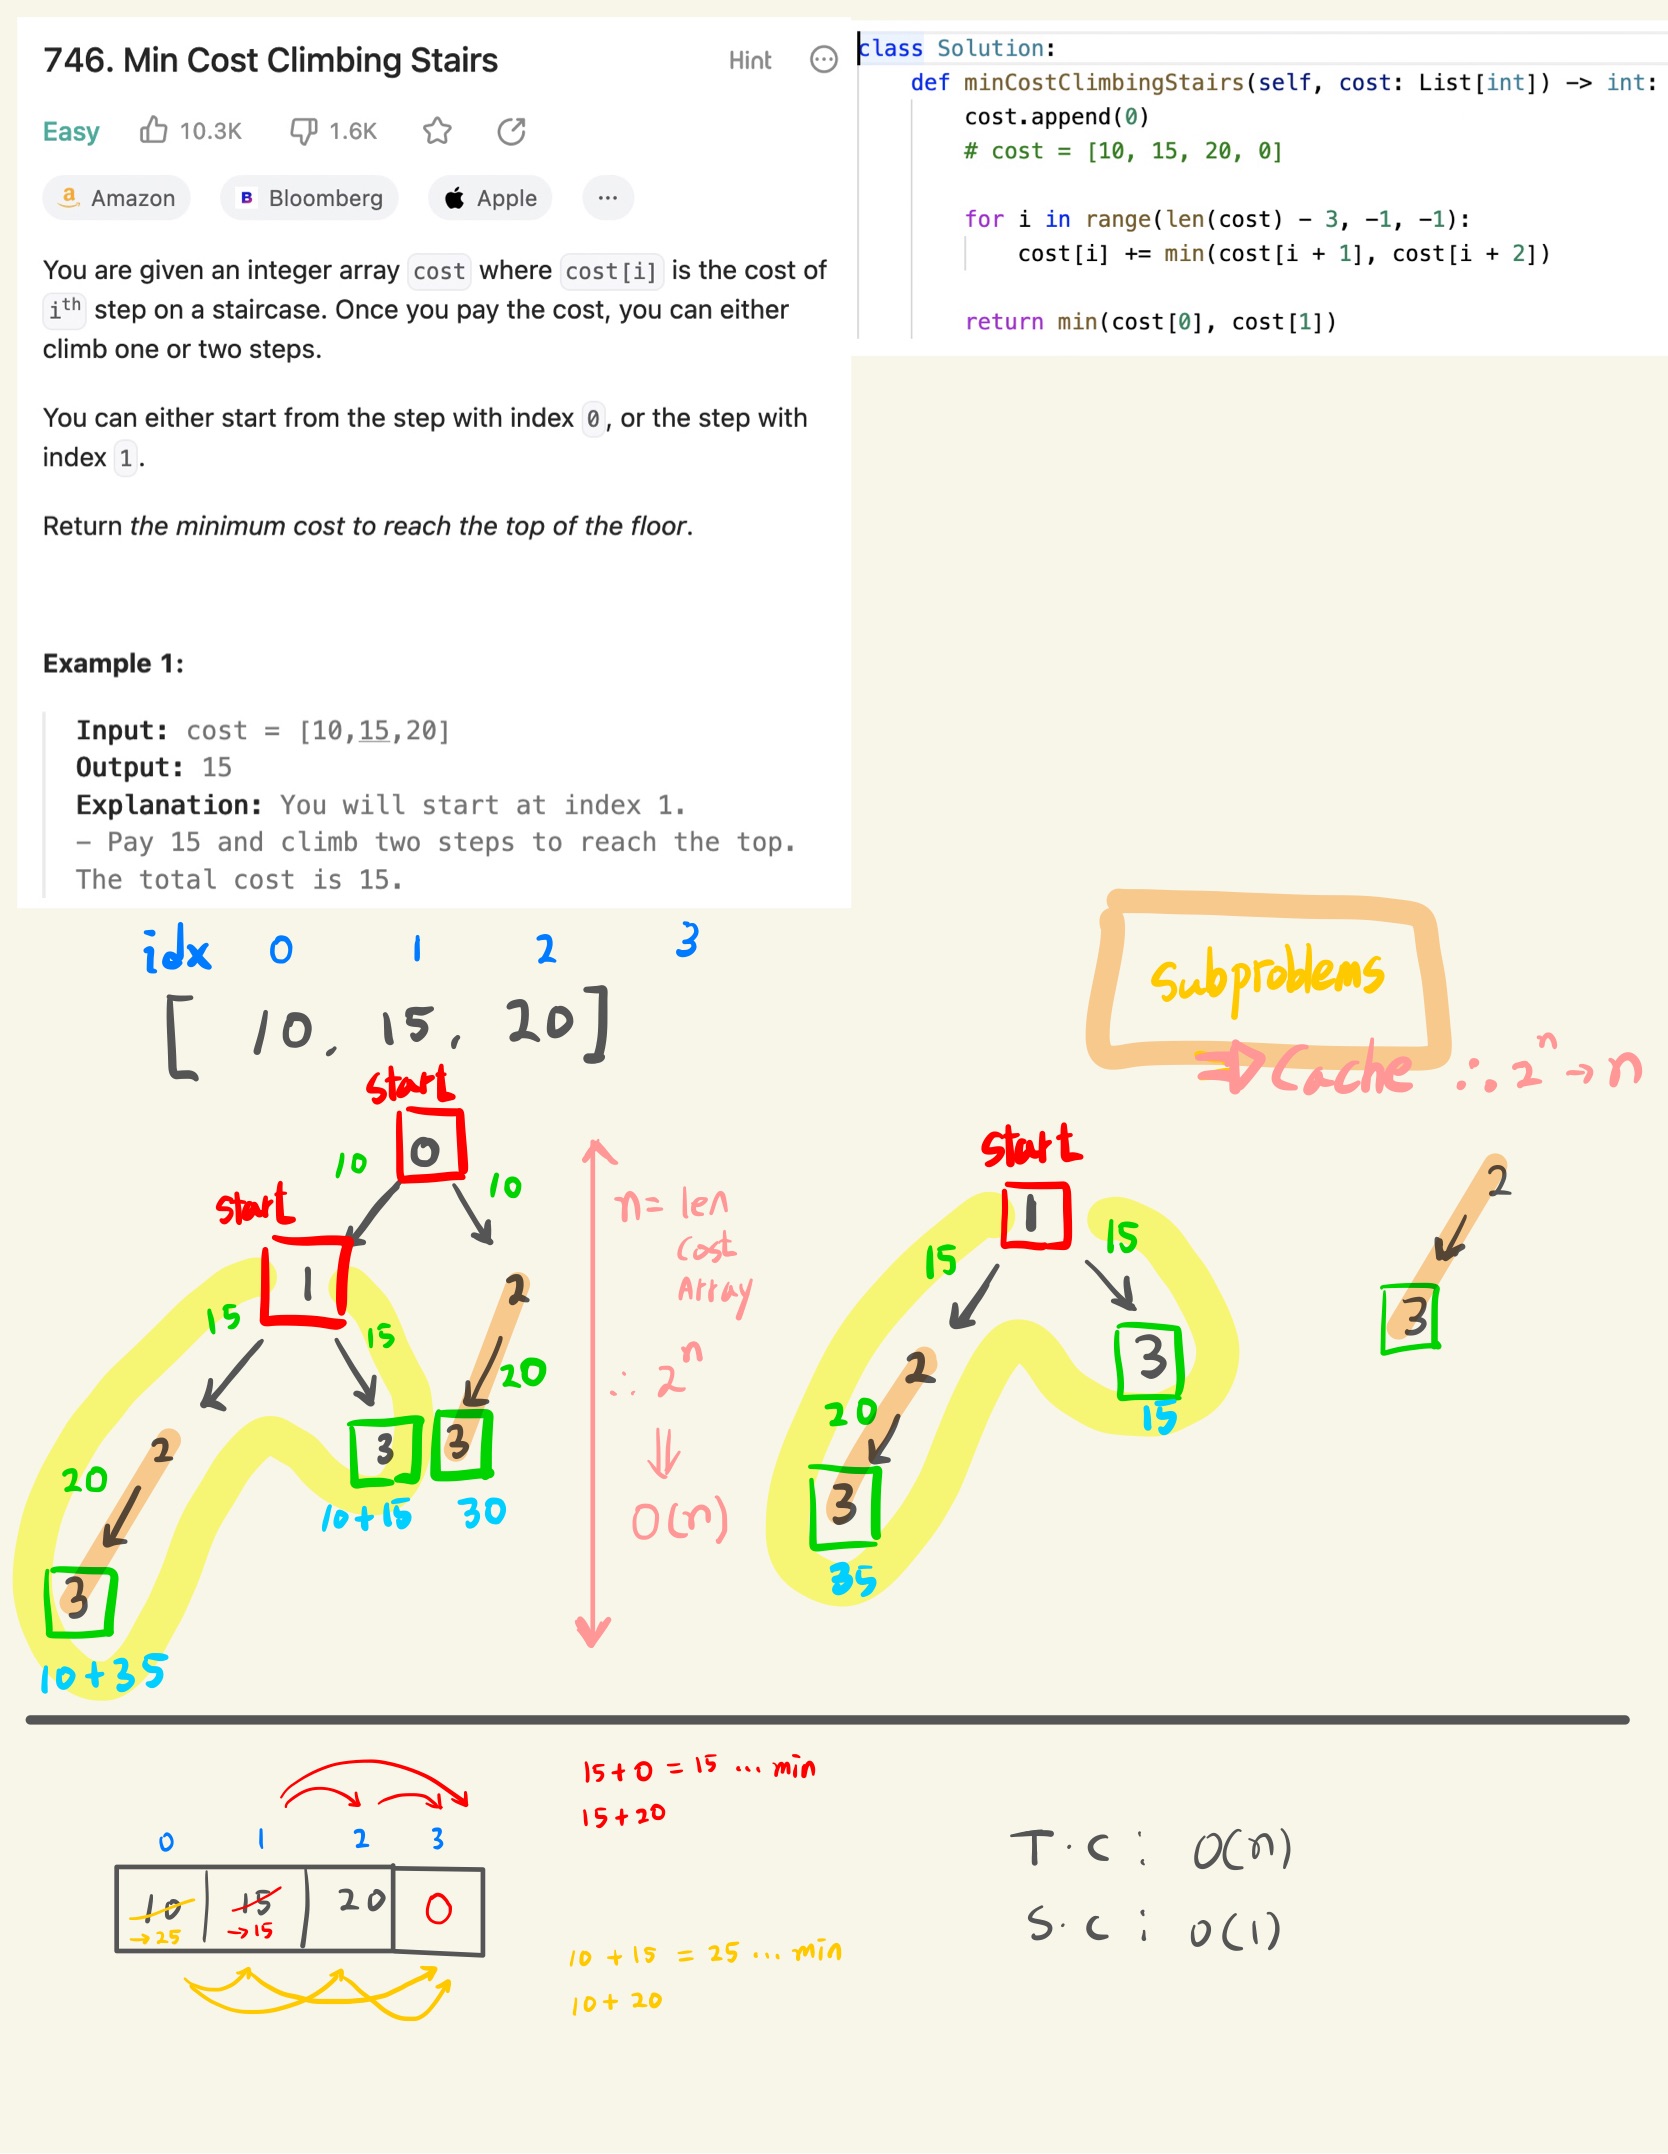 746. Min Cost Climbing Stairs
Hint
Easy 10.3K 1.6K
Amazon Bloomberg Apple ...
You are given an integer array cost where cost[i] is the cost of
ith step on a staircase. Once you pay the cost, you can either
climb one or two steps.
You can either start from the step with index 0, or the step with
index 1.
Return the minimum cost to reach the top of the floor.
Example 1:
Input: cost = [10,15,20]
Output: 15
Explanation: You will start at index 1.
- Pay 15 and climb two steps to reach the top.
The total cost is 15.
class Solution:
def minCostClimbingStairs(self, cost: List[int]) -> int:
cost.append(0)
# cost = [10, 15, 20, 0]
for i in range(len(cost) - 3, -1, -1):
cost[i] += min(cost[i + 1], cost[i + 2])
return min(cost[0], cost[1])
idx 0 1 2 3
[ 10, 15, 20 ]
Subproblems
⇒ Cache ∴ 2^n → n
start
0
10 10
start
1
15 15
2
20
3
10+35
3
10+15
2
20
3
30
n = len
Cost
Array
∴ 2^n
⇓
O(n)
start
1
15 15
2
20
3
35
3
15
2
3
15+0 = 15 ... min
15+20
0 1 2 3
10 15 20 0
→25 →15
10 + 15 = 25 ... min
10 + 20
T.C : O(n)
S.C : O(1)